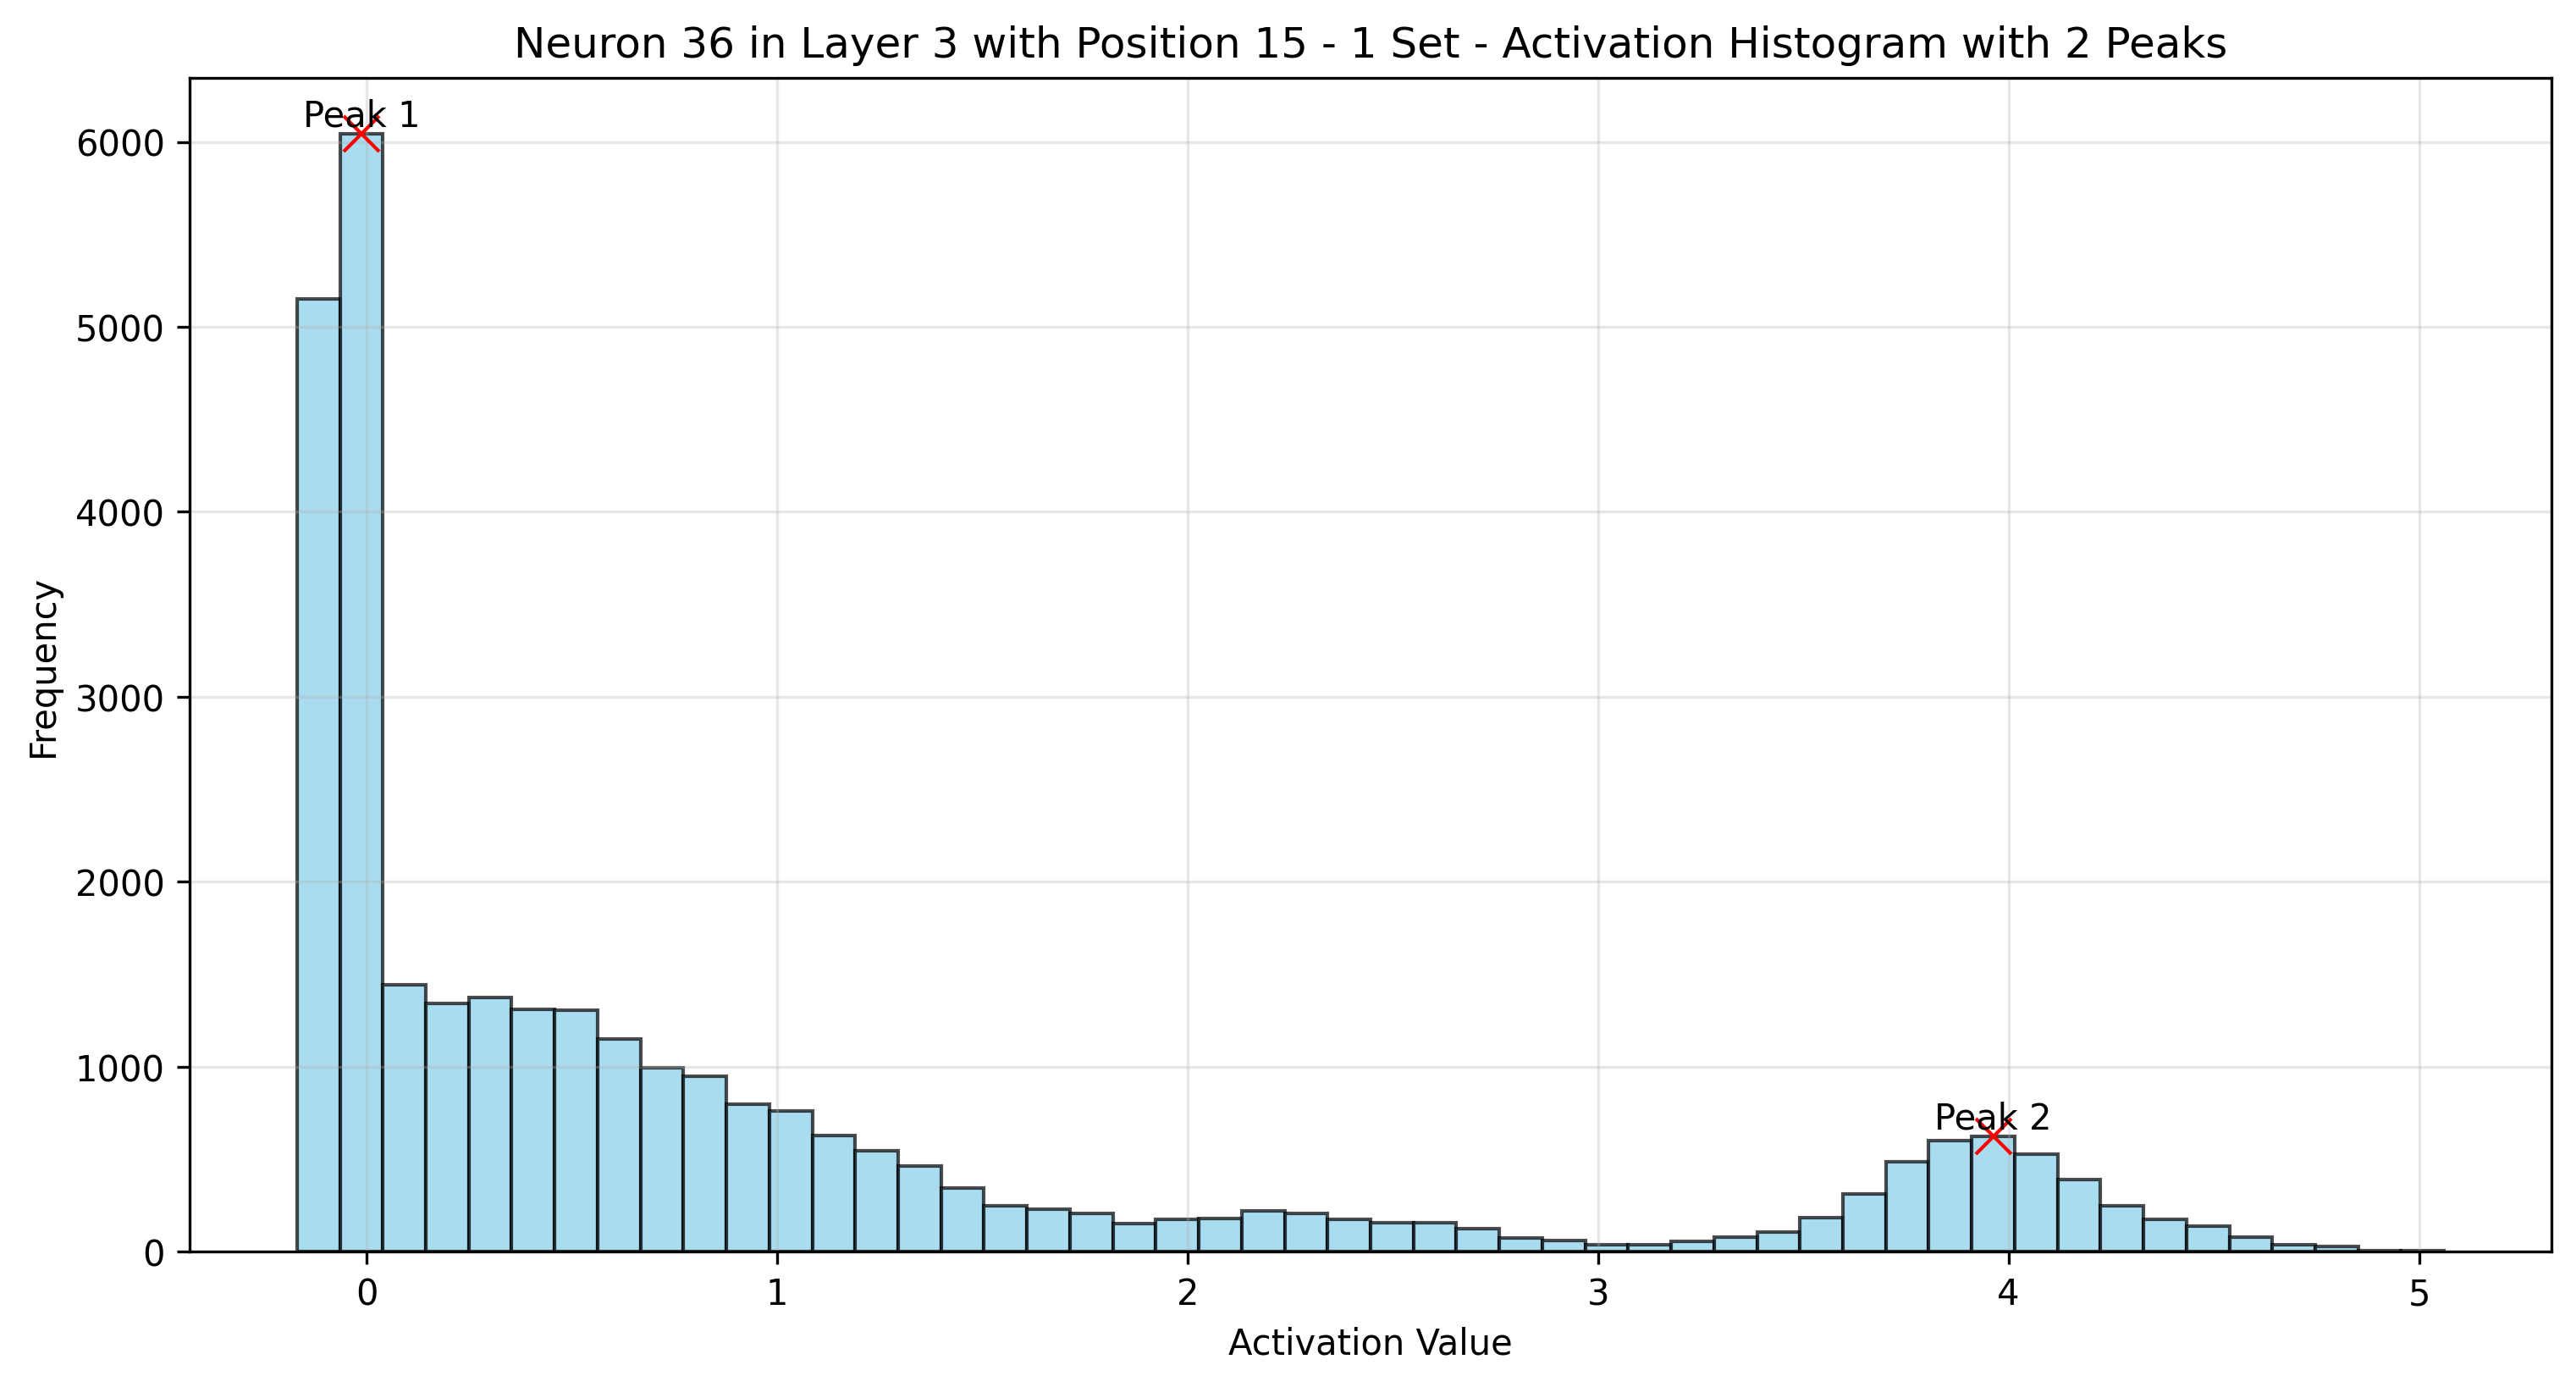 Neuron 36 in Layer 3 with Position 15 - 1 Set - Activation Histogram with 2 Peaks
Peak 1
6000
5000
4000
3000
2000
1000
0
Frequency
Peak 2
0 1 2 3 4 5
Activation Value